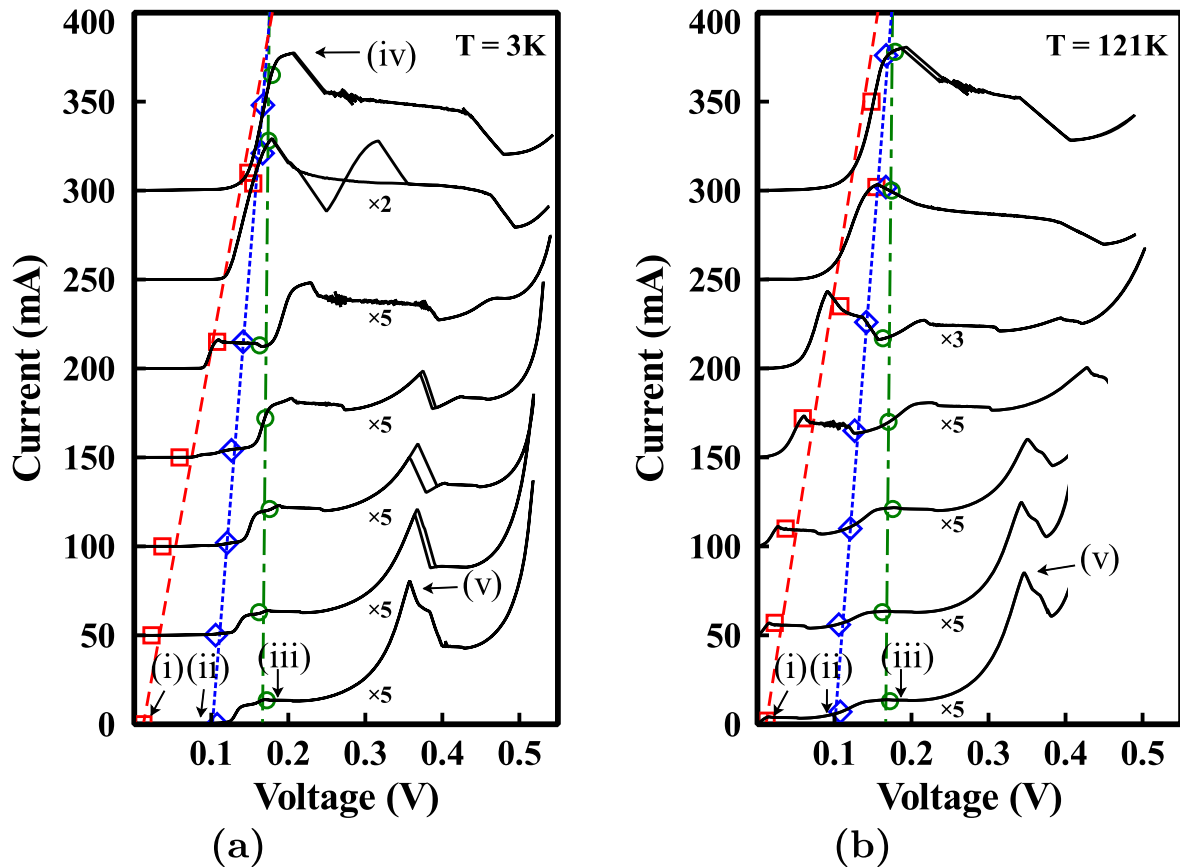 400
350
300
250
200
150
100
50
0
Current (mA)
T = 3K
(iv)
×2
×5
×5
×5
×5
(v)
(i) (ii) (iii)
×5
0.1 0.2 0.3 0.4 0.5
Voltage (V)
(a)
400
350
300
250
200
150
100
50
0
Current (mA)
T = 121K
×3
×5
×5
(v)
×5
(i) (ii) (iii)
×5
0.1 0.2 0.3 0.4 0.5
Voltage (V)
(b)